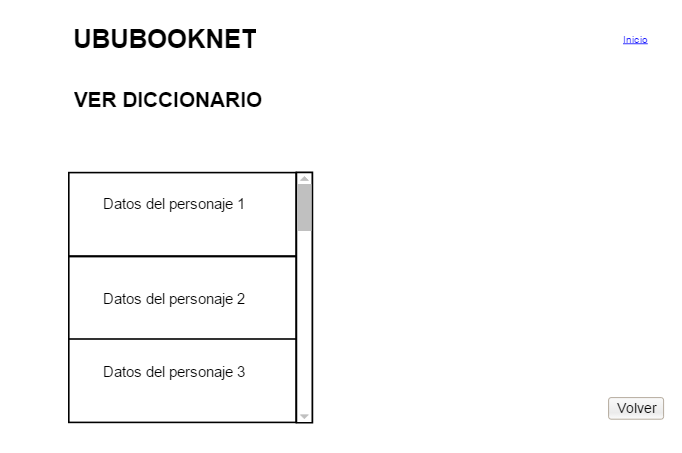 UBUBOOKNET
Inicio
VER DICCIONARIO
Datos del personaje 1
Datos del personaje 2
Datos del personaje 3
Volver